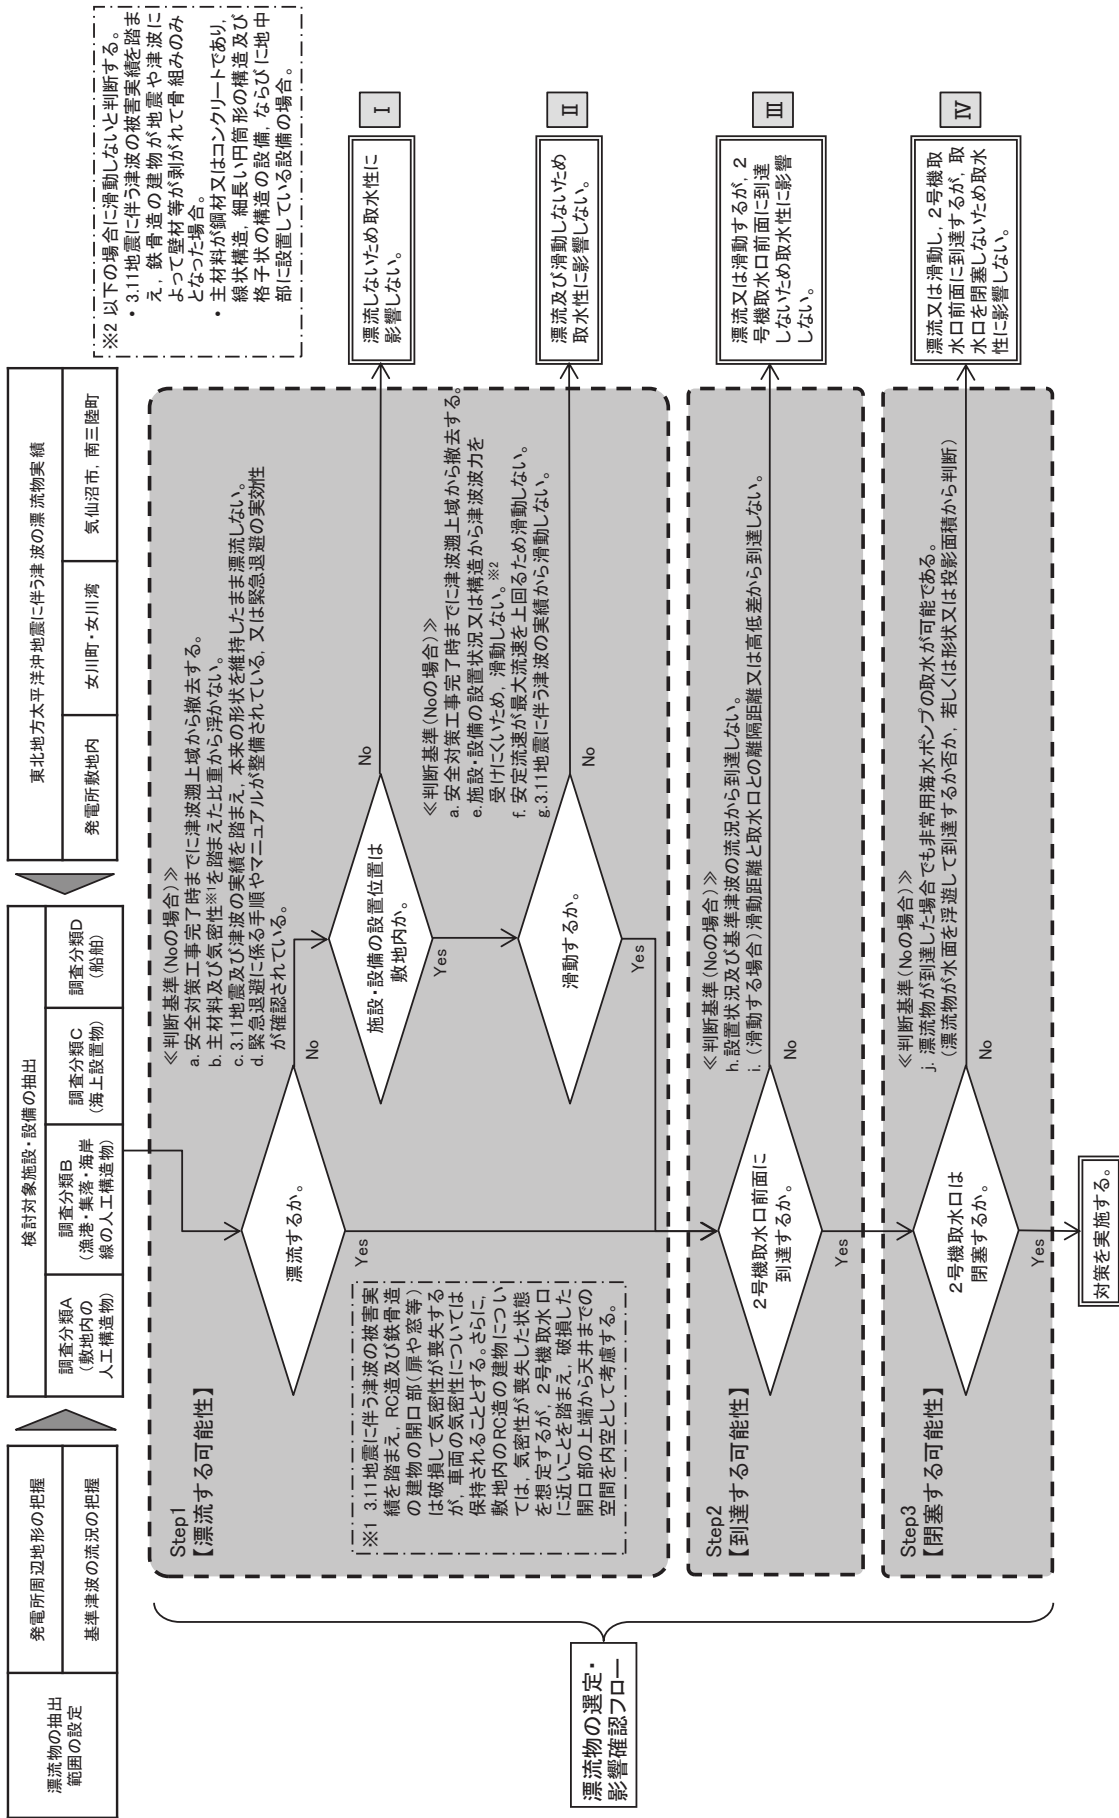 漂流物の抽出
範囲の設定
発電所周辺地形の把握
基準津波の流況の把握
検討対象施設・設備の抽出
調査分類A
(敷地内の
人工構造物)
調査分類B
(漁港・集落・海岸
線の人工構造物)
調査分類C
(海上設置物)
調査分類D
(船舶)
東北地方太平洋沖地震に伴う津波の漂流物実績
発電所敷地内
女川町・女川湾
気仙沼市, 南三陸町
漂流物の選定・
影響確認フロー
Step1
【漂流する可能性】
漂流するか。
Yes
No
≪判断基準(Noの場合)≫
a. 安全対策工事完了時までに津波遡上域から撤去する。
b. 主材料及び気密性※1を踏まえた比重から浮かない。
c. 3.11地震及び津波の実績を踏まえ, 本来の形状を維持したまま漂流しない。
d. 緊急退避に係る手順やマニュアルが整備されている, 又は緊急退避の実効性
が確認されている。
※1 3.11地震に伴う津波の被害実
績を踏まえ, RC造及び鉄骨造
の建物の開口部(扉や窓等)
は破損して気密性が喪失する
が, 車両の気密性については
保持されることとする。さらに,
敷地内のRC造の建物につい
ては, 気密性が喪失した状態
を想定するが, 2号機取水口
に近いことを踏まえ, 破損した
開口部の上端から天井までの
空間を内空として考慮する。
施設・設備の設置位置は
敷地内か。
Yes
No
≪判断基準(Noの場合)≫
a. 安全対策工事完了時までに津波遡上域から撤去する。
e. 施設・設備の設置状況又は構造から津波波力を
受けにくいため, 滑動しない。※2
f. 安定流速が最大流速を上回るため滑動しない。
g. 3.11地震に伴う津波の実績から滑動しない。
滑動するか。
Yes
No
※2 以下の場合に滑動しないと判断する。
・ 3.11地震に伴う津波の被害実績を踏ま
え, 鉄骨造の建物が地震や津波に
よって壁材等が剥がれて骨組みのみ
となった場合。
・ 主材料が鋼材又はコンクリートであり,
線状構造, 細長い円筒形の構造及び
格子状の構造の設備, ならびに地中
部に設置している設備の場合。
漂流しないため取水性に
影響しない。
Ⅰ
漂流及び滑動しないため
取水性に影響しない。
Ⅱ
Step2
【到達する可能性】
2号機取水口前面に
到達するか。
Yes
No
≪判断基準(Noの場合)≫
h. 設置状況及び基準津波の流況から到達しない。
i. (滑動する場合)滑動距離と取水口との離隔距離又は高低差から到達しない。
漂流又は滑動するが, 2
号機取水口前面に到達
しないため取水性に影響
しない。
Ⅲ
Step3
【閉塞する可能性】
2号機取水口は
閉塞するか。
Yes
No
≪判断基準(Noの場合)≫
j. 漂流物が到達した場合でも非常用海水ポンプの取水が可能である。
(漂流物が水面を浮遊して到達するか否か, 若しくは形状又は投影面積から判断)
漂流又は滑動し, 2号機取
水口前面に到達するが, 取
水口を閉塞しないため取水
性に影響しない。
Ⅳ
対策を実施する。